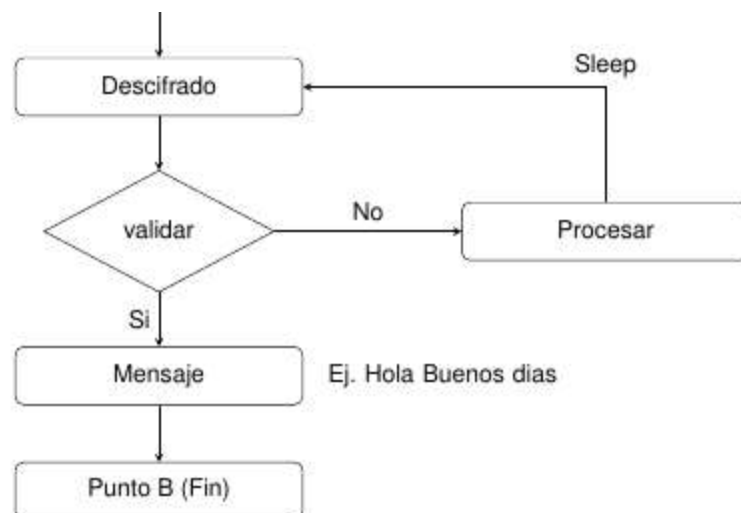 Sleep
Descifrado
No
validar
Procesar
Si
Mensaje
Ej. Hola Buenos dias
Punto B (Fin)